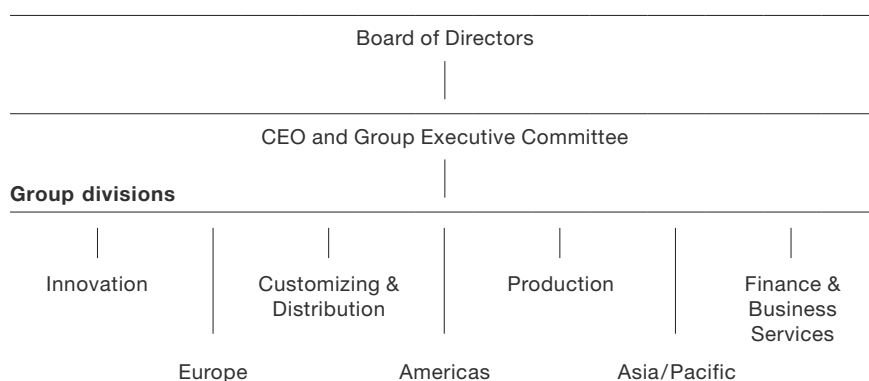 Board of Directors
CEO and Group Executive Committee
Group divisions
Innovation
Customizing &
Distribution
Production
Finance &
Business
Services
Europe
Americas
Asia/Pacific